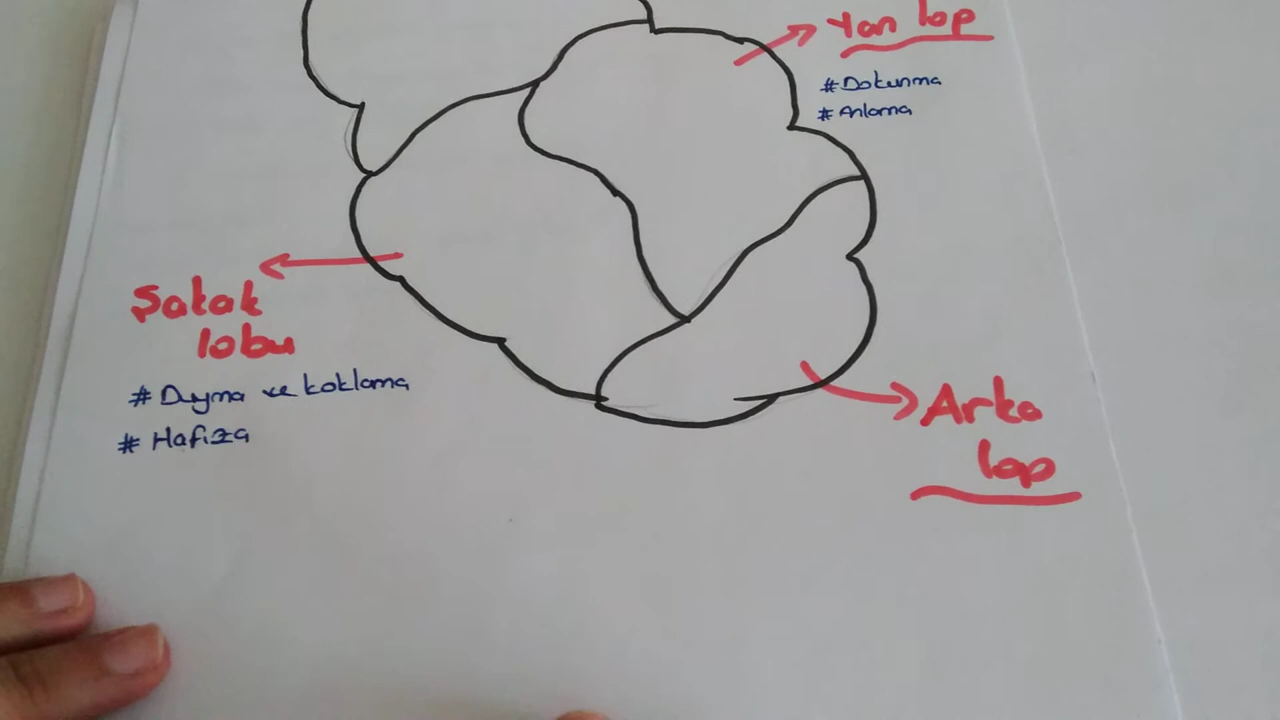 Yan lop
# Dokunma
# Anlama
Şakak
lobu
# Duyma ve koklama
# Hafıza
Arka
lop